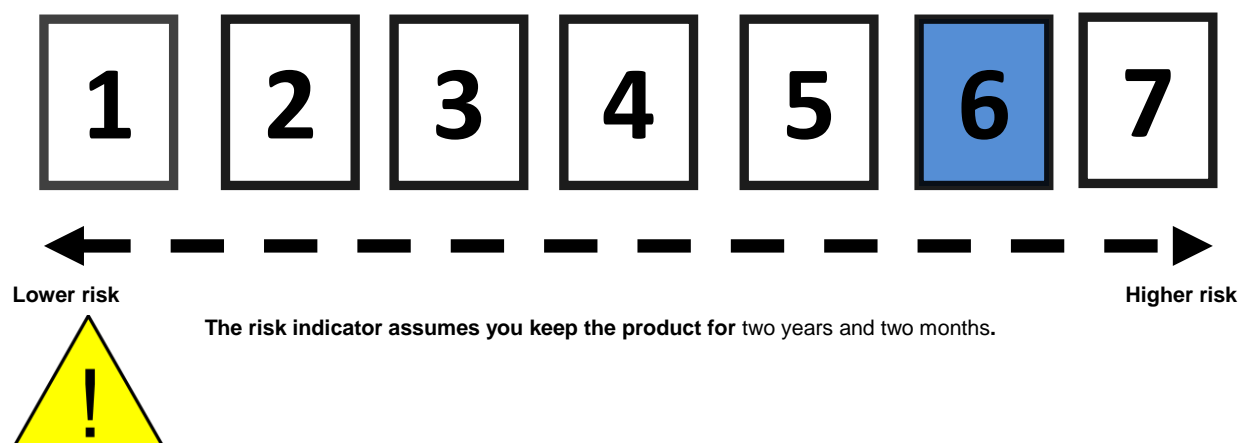 1 2 3 4 5 6 7
Lower risk Higher risk
The risk indicator assumes you keep the product for two years and two months.
!